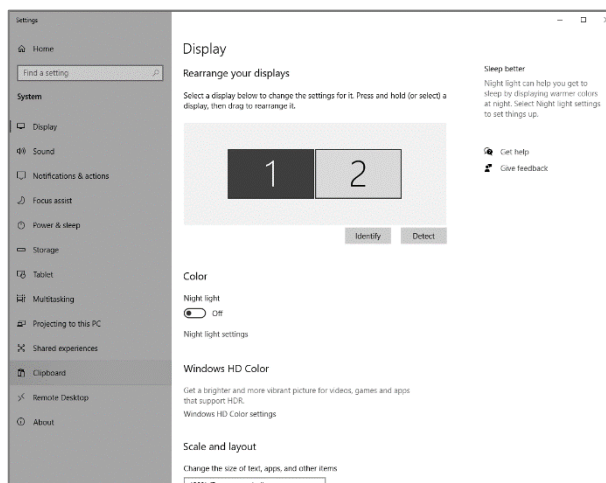 Settings
Home
Find a setting
System
Display
Sound
Notifications & actions
Focus assist
Power & sleep
Storage
Tablet
Multitasking
Projecting to this PC
Shared experiences
Clipboard
Remote Desktop
About
Display
Rearrange your displays
Select a display below to change the settings for it. Press and hold (or select) a
display, then drag to rearrange it.
1 2
Identify Detect
Color
Night light
Off
Night light settings
Windows HD Color
Get a brighter and more vibrant picture for videos, games and apps
that support HDR.
Windows HD Color settings
Scale and layout
Change the size of text, apps, and other items
Sleep better
Night light can help you get to
sleep by displaying warmer colors
at night. Select Night light settings
to set things up.
Get help
Give feedback